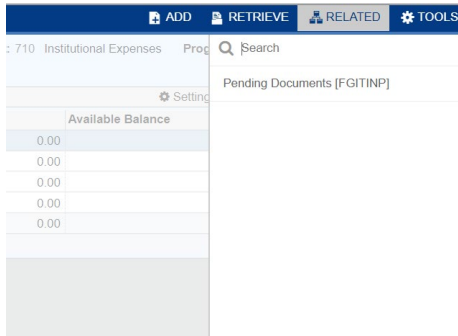 ADD RETRIEVE RELATED TOOLS
: 710 Institutional Expenses Prog
Search
Pending Documents [FGITINP]
Setting
Available Balance
0.00
0.00
0.00
0.00
0.00